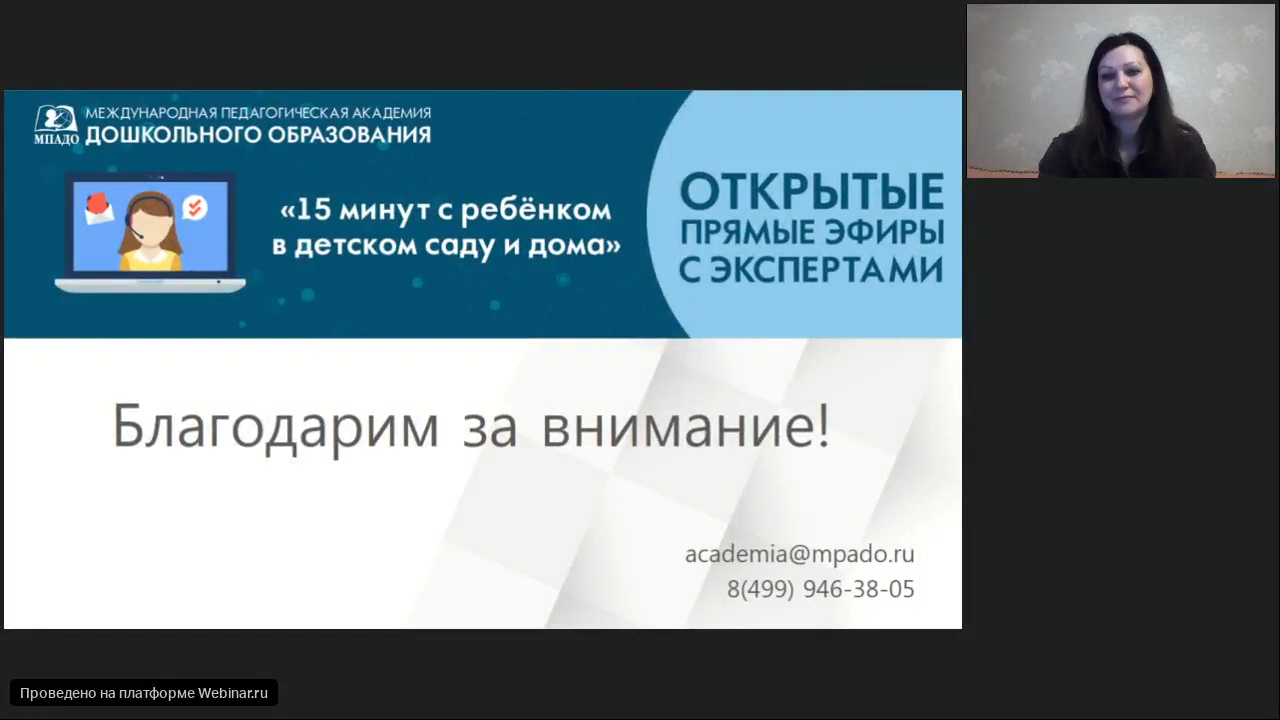 МЕЖДУНАРОДНАЯ ПЕДАГОГИЧЕСКАЯ АКАДЕМИЯ
ДОШКОЛЬНОГО ОБРАЗОВАНИЯ
МПАДО
«15 минут с ребёнком
в детском саду и дома»
ОТКРЫТЫЕ
ПРЯМЫЕ ЭФИРЫ
С ЭКСПЕРТАМИ
Благодарим за внимание!
academia@mpado.ru
8(499) 946-38-05
Проведено на платформе Webinar.ru